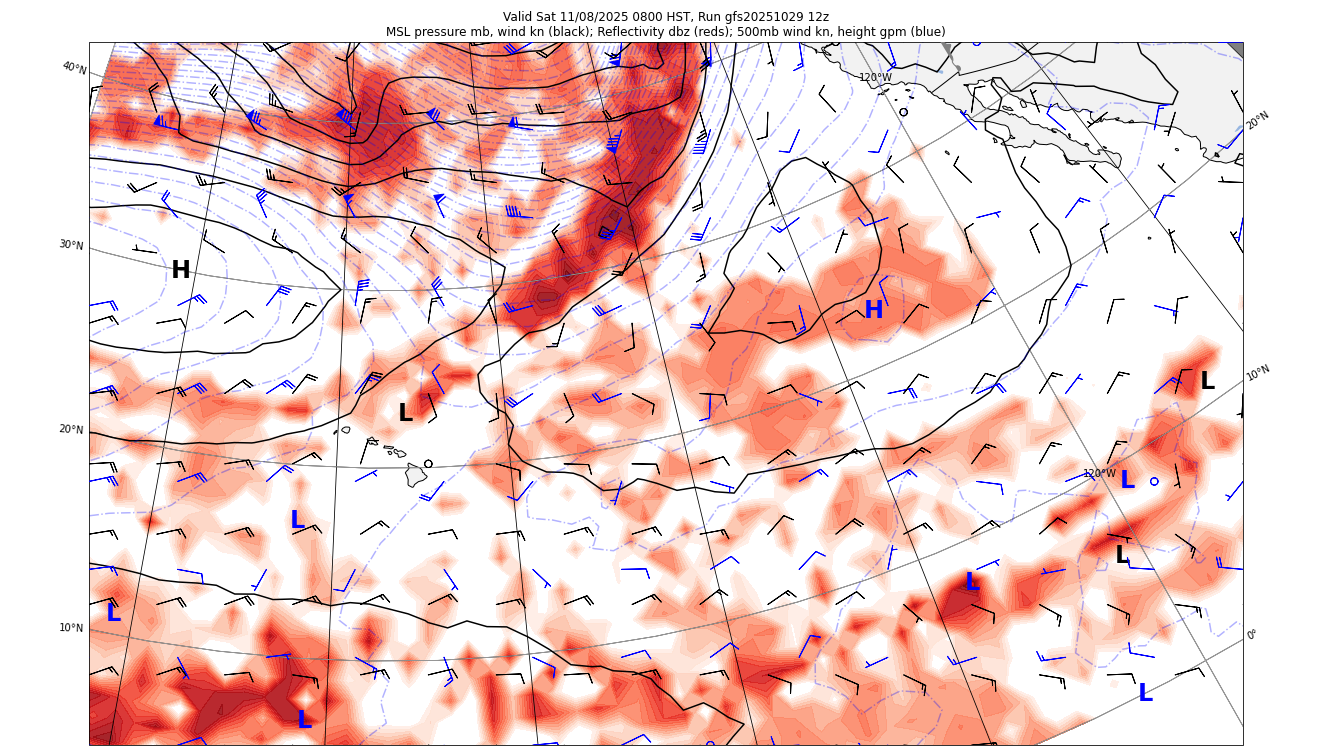 Valid Sat 11/08/2025 0800 HST, Run gfs20251029 12z
MSL pressure mb, wind kn (black); Reflectivity dbz (reds); 500mb wind kn, height gpm (blue)
40°N
120°W
20°N
30°N
H
H
10°N
L
L
20°N
120°W
L
L
L
L
L
10°N
0°
L
L